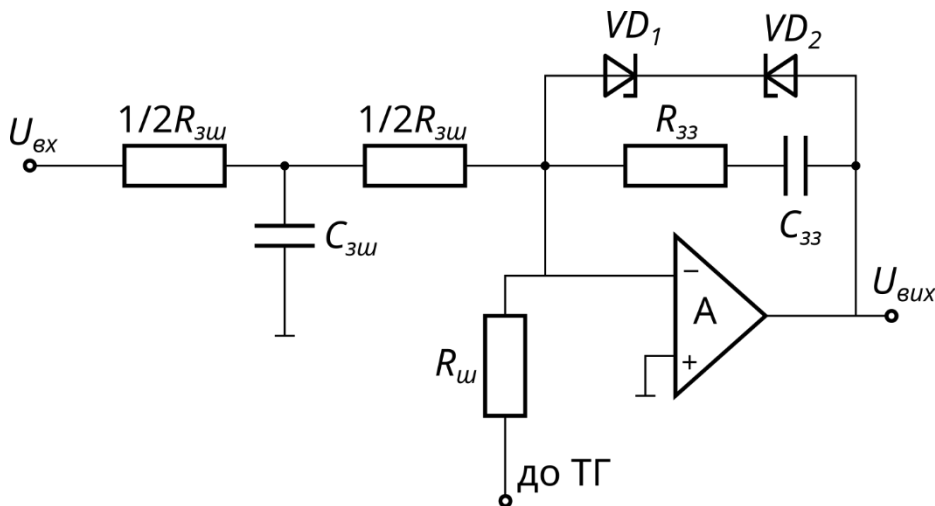 VD₁
VD₂
Uвх
1/2Rзш
1/2Rзш
Rзз
Cзш
Cзз
−
A
+
Uвих
Rш
до ТГ